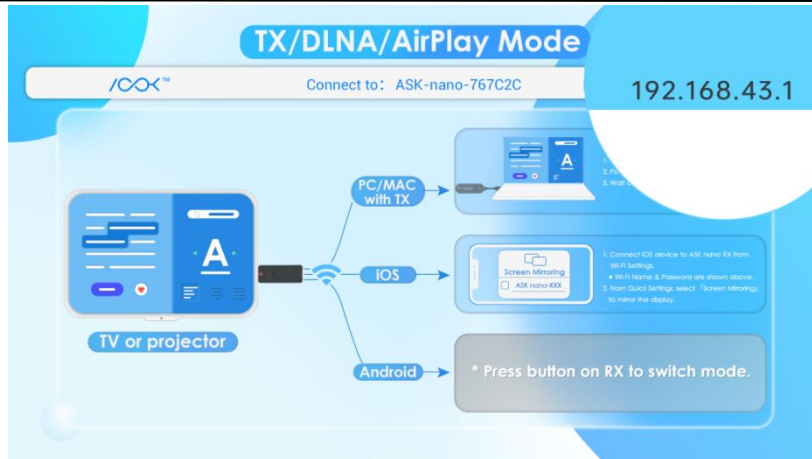 TX/DLNA/AirPlay Mode
Connect to: ASK-nano-767C2C
192.168.43.1
PC/MAC
with TX
A
1.
2. Po
3. Wait
iOS
Screen Mirroring
ASK nano-XXX
1. Connect iOS device to ASK nano RX from
Wi-Fi Settings.
• Wi-Fi Name & Password are shown above.
2. From Quick Settings, select 「Screen Mirroring」
to mirror the display.
A
TV or projector
Android
* Press button on RX to switch mode.